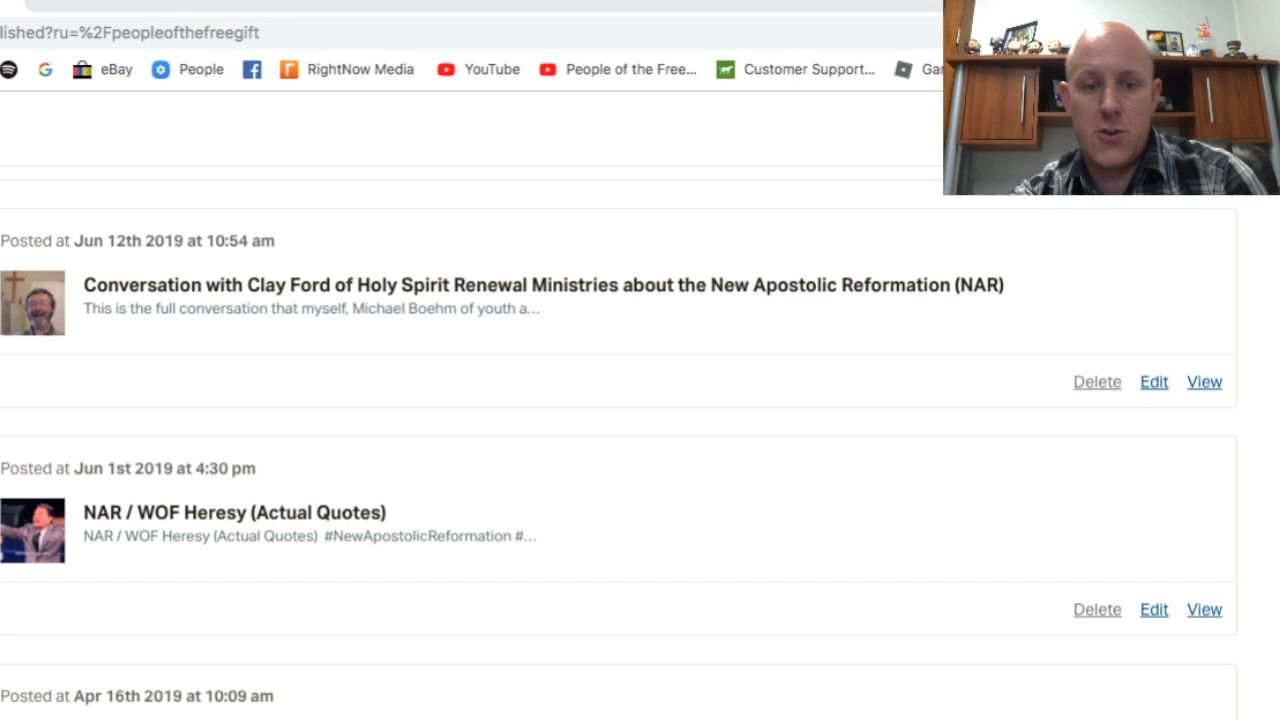 lished?ru=%2Fpeopleofthefreegift
eBay People RightNow Media YouTube People of the Free... Customer Support...
Posted at Jun 12th 2019 at 10:54 am
Conversation with Clay Ford of Holy Spirit Renewal Ministries about the New Apostolic Reformation (NAR)
This is the full conversation that myself, Michael Boehm of youth a...
Delete Edit View
Posted at Jun 1st 2019 at 4:30 pm
NAR / WOF Heresy (Actual Quotes)
NAR / WOF Heresy (Actual Quotes) #NewApostolicReformation #...
Delete Edit View
Posted at Apr 16th 2019 at 10:09 am